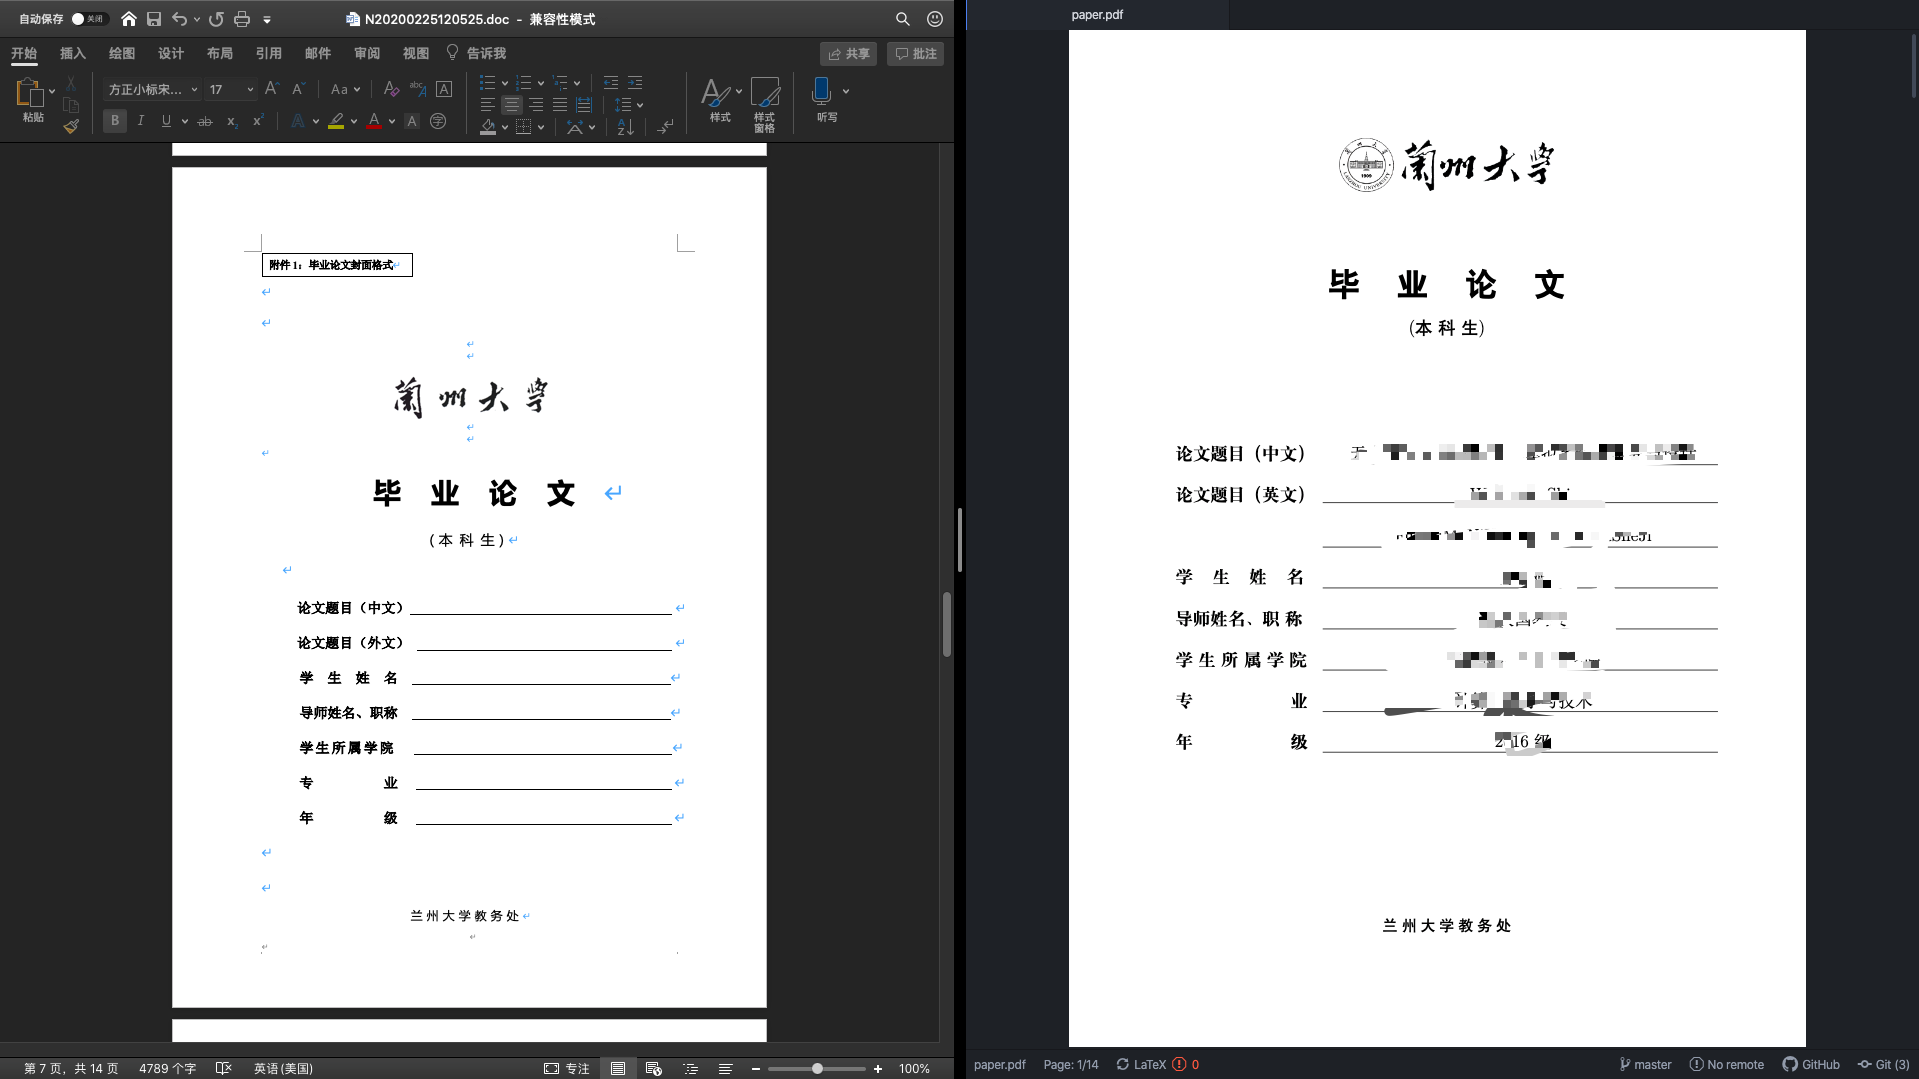 自动保存 关闭
N20200225120525.doc - 兼容性模式
开始 插入 绘图 设计 布局 引用 邮件 审阅 视图 告诉我
共享 批注
粘贴
方正小标宋... 17
样式
样式
窗格
听写
附件 1：毕业论文封面格式
蘭州大学
毕 业 论 文
(本 科 生)
论文题目（中文）
论文题目（外文）
学 生 姓 名
导师姓名、职称
学生所属学院
专 业
年 级
兰州大学教务处
第 7 页，共 14 页 4789 个字 英语(美国)
专注
100%
paper.pdf
LANZHOU UNIVERSITY
1909
蘭州大学
毕 业 论 文
(本 科 生)
论文题目（中文）
论文题目（英文）
学 生 姓 名
导师姓名、职 称
学 生 所 属 学 院
专 业
年 级
16 级
兰 州 大 学 教 务 处
paper.pdf Page: 1/14 LaTeX 0
master No remote GitHub Git (3)